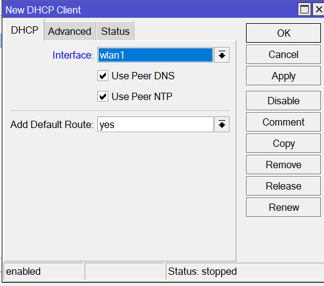 New DHCP Client
DHCP Advanced Status
OK
Interface: wlan1
Cancel
Use Peer DNS
Apply
Use Peer NTP
Disable
Add Default Route: yes
Comment
Copy
Remove
Release
Renew
enabled Status: stopped